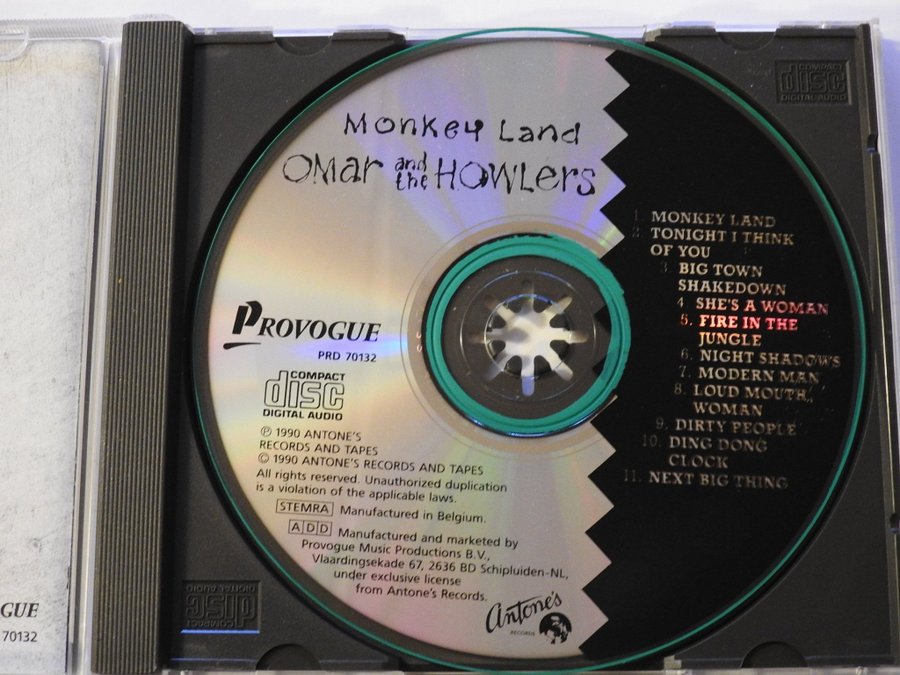 Monkey Land
OMar and the HOWLers
1. MONKEY LAND
2. TONIGHT I THINK
OF YOU
3. BIG TOWN
SHAKEDOWN
4. SHE'S A WOMAN
5. FIRE IN THE
JUNGLE
6. NIGHT SHADOWS
7. MODERN MAN
8. LOUD MOUTH
WOMAN
9. DIRTY PEOPLE
10. DING DONG
CLOCK
11. NEXT BIG THING
PROVOGUE
PRD 70132
COMPACT
disc
DIGITAL AUDIO
℗ 1990 ANTONE'S
RECORDS AND TAPES
© 1990 ANTONE'S RECORDS AND TAPES
All rights reserved. Unauthorized duplication
is a violation of the applicable laws.
STEMRA Manufactured in Belgium.
ADD Manufactured and marketed by
Provogue Music Productions B.V.,
Vlaardingsekade 67, 2636 BD Schipluiden-NL,
under exclusive license
from Antone's Records.
Antone's
RECORDS
COMPACT
disc
DIGITAL AUDIO
COMPACT
disc
DIGITAL AUDIO
GUE
70132